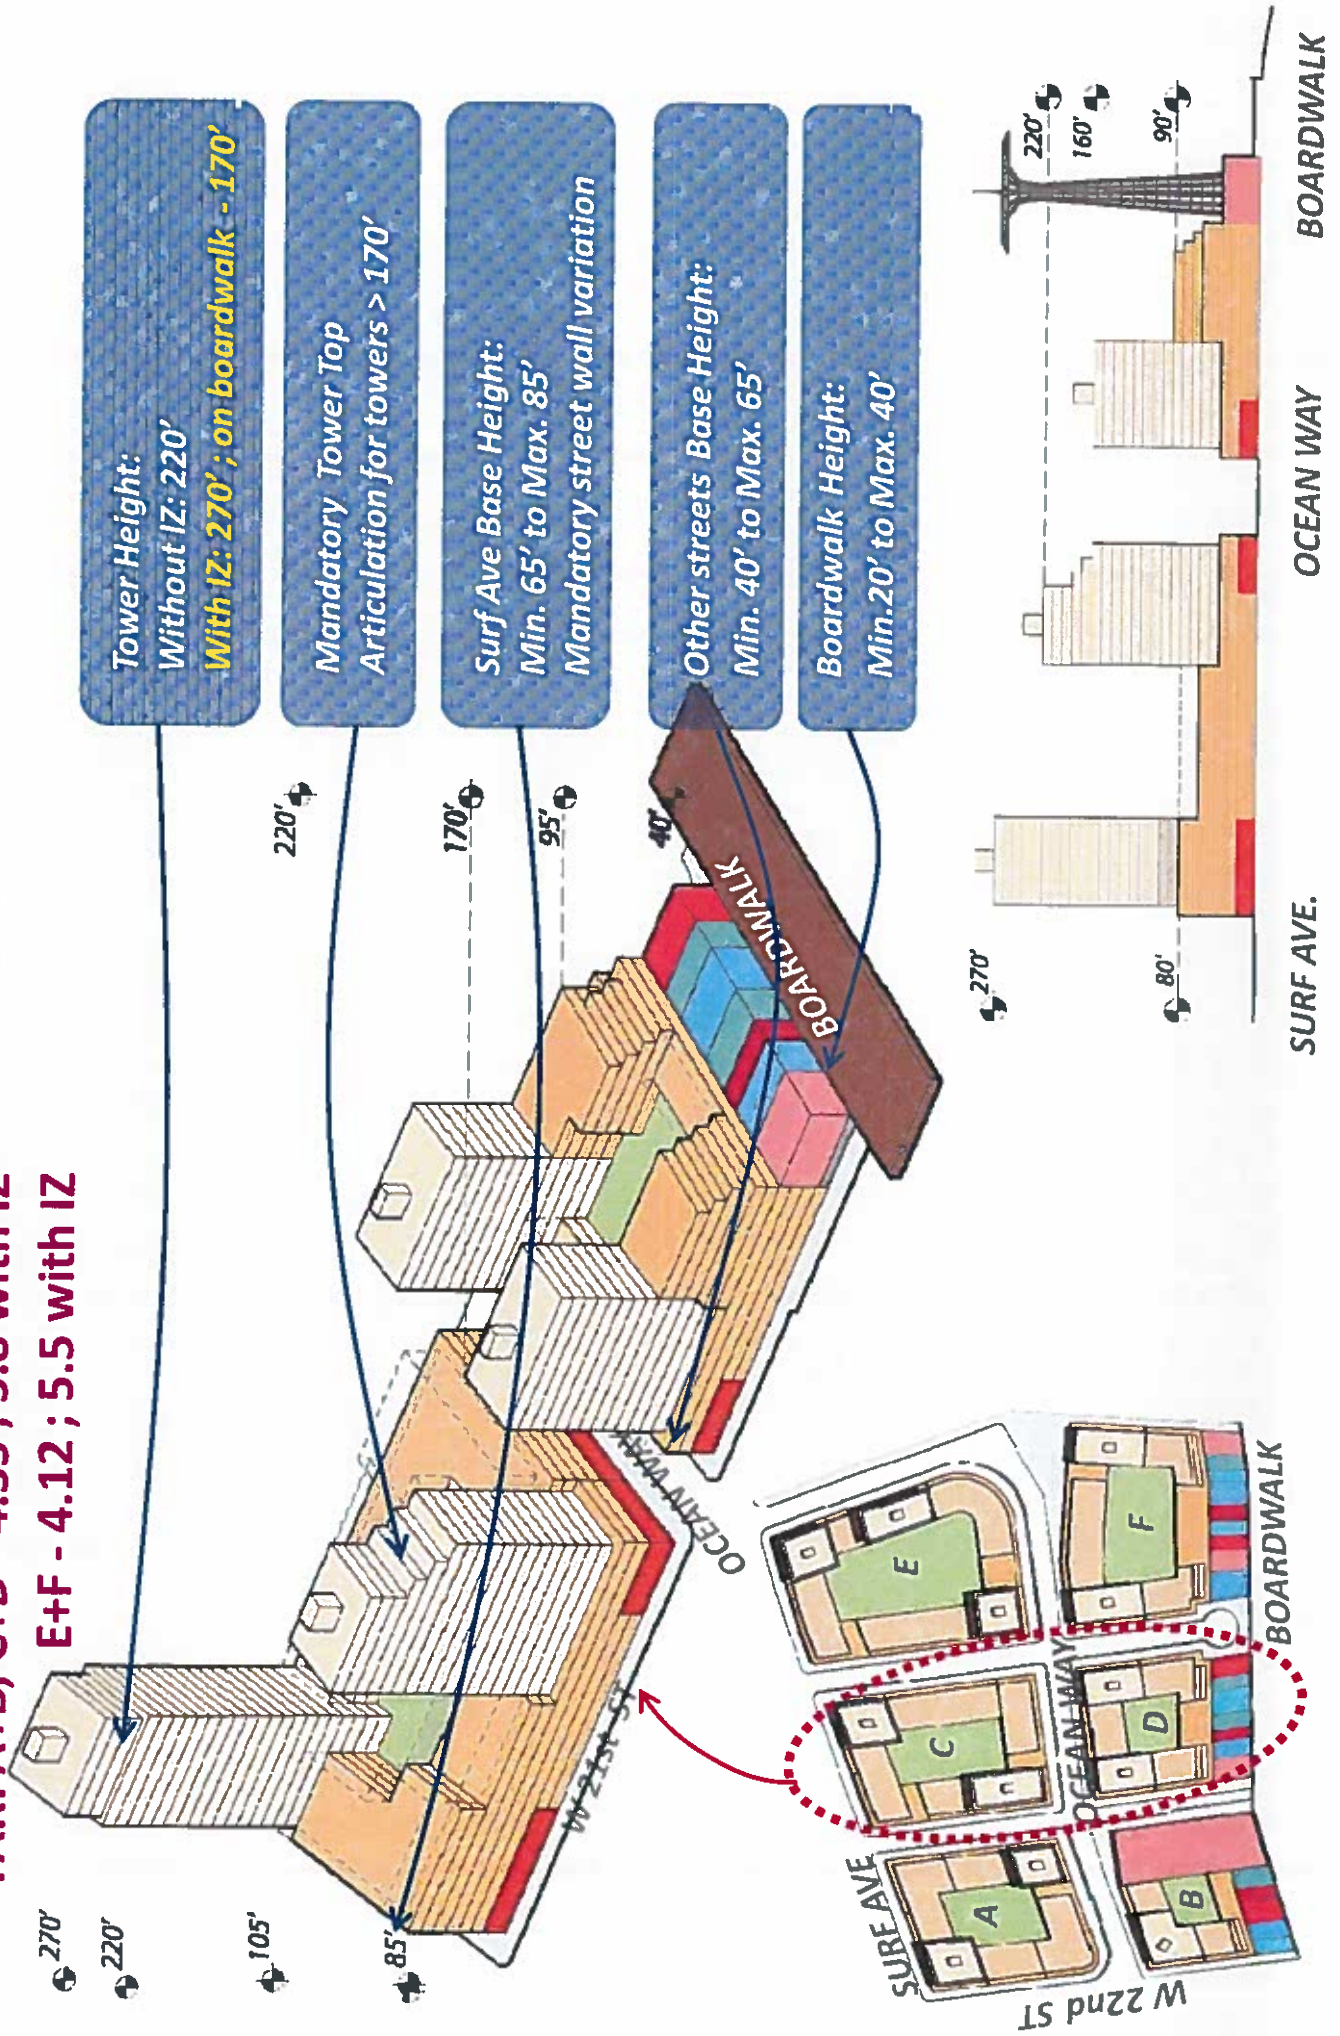 E+F - 4.12 ; 5.5 with IZ
Tower Height:
Without IZ: 220'
With IZ: 270' ; on boardwalk - 170'
Mandatory Tower Top
Articulation for towers > 170'
Surf Ave Base Height:
Min. 65' to Max. 85'
Mandatory street wall variation
Other streets Base Height:
Min. 40' to Max. 65'
Boardwalk Height:
Min.20' to Max. 40'
270'
220'
105'
85'
220'
170'
95'
40'
BOARDWALK
OCEAN WAY
W 21st ST
SURF AVE
W 22nd ST
OCEAN WAY
BOARDWALK
A
B
C
D
E
F
270'
80'
220'
160'
90'
SURF AVE.
OCEAN WAY
BOARDWALK